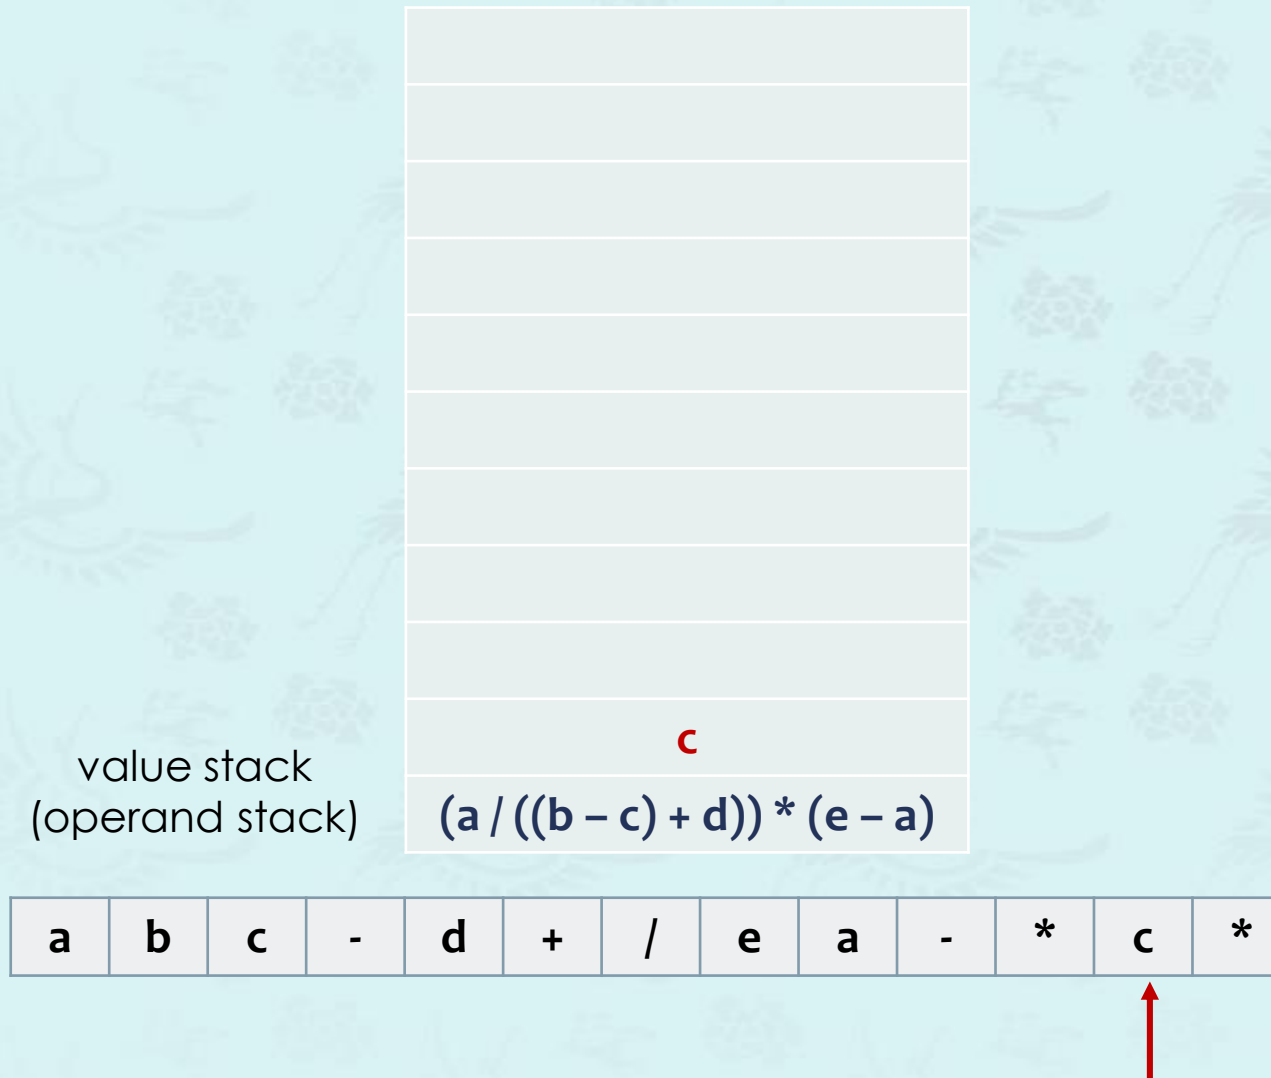 c
value stack
(operand stack)
(a / ((b – c) + d)) * (e – a)
a b c - d + / e a - * c *